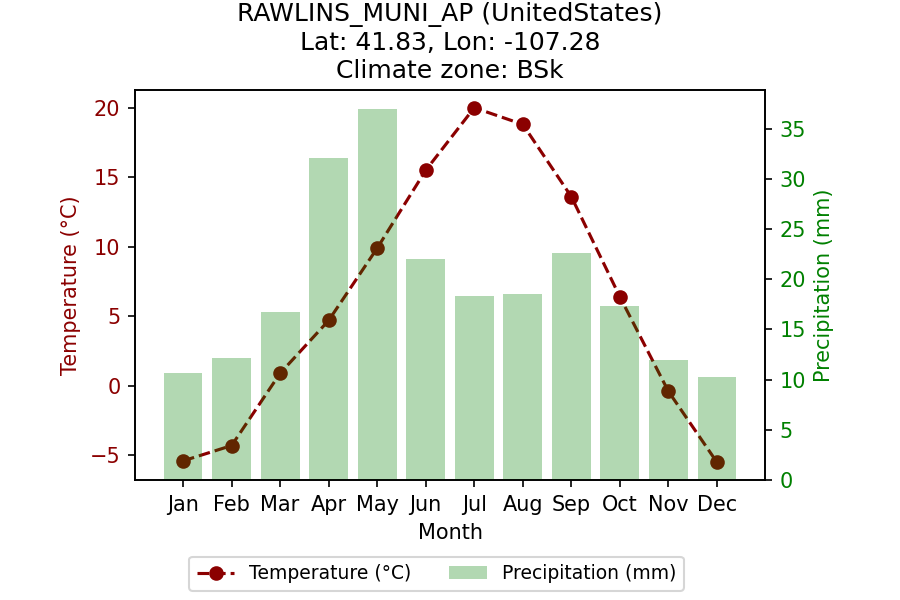 RAWLINS_MUNI_AP (UnitedStates)
Lat: 41.83, Lon: -107.28
Climate zone: BSk
20
15
10
5
0
−5
Temperature (°C)
35
30
25
20
15
10
5
0
Precipitation (mm)
Jan Feb Mar Apr May Jun Jul Aug Sep Oct Nov Dec
Month
Temperature (°C) Precipitation (mm)